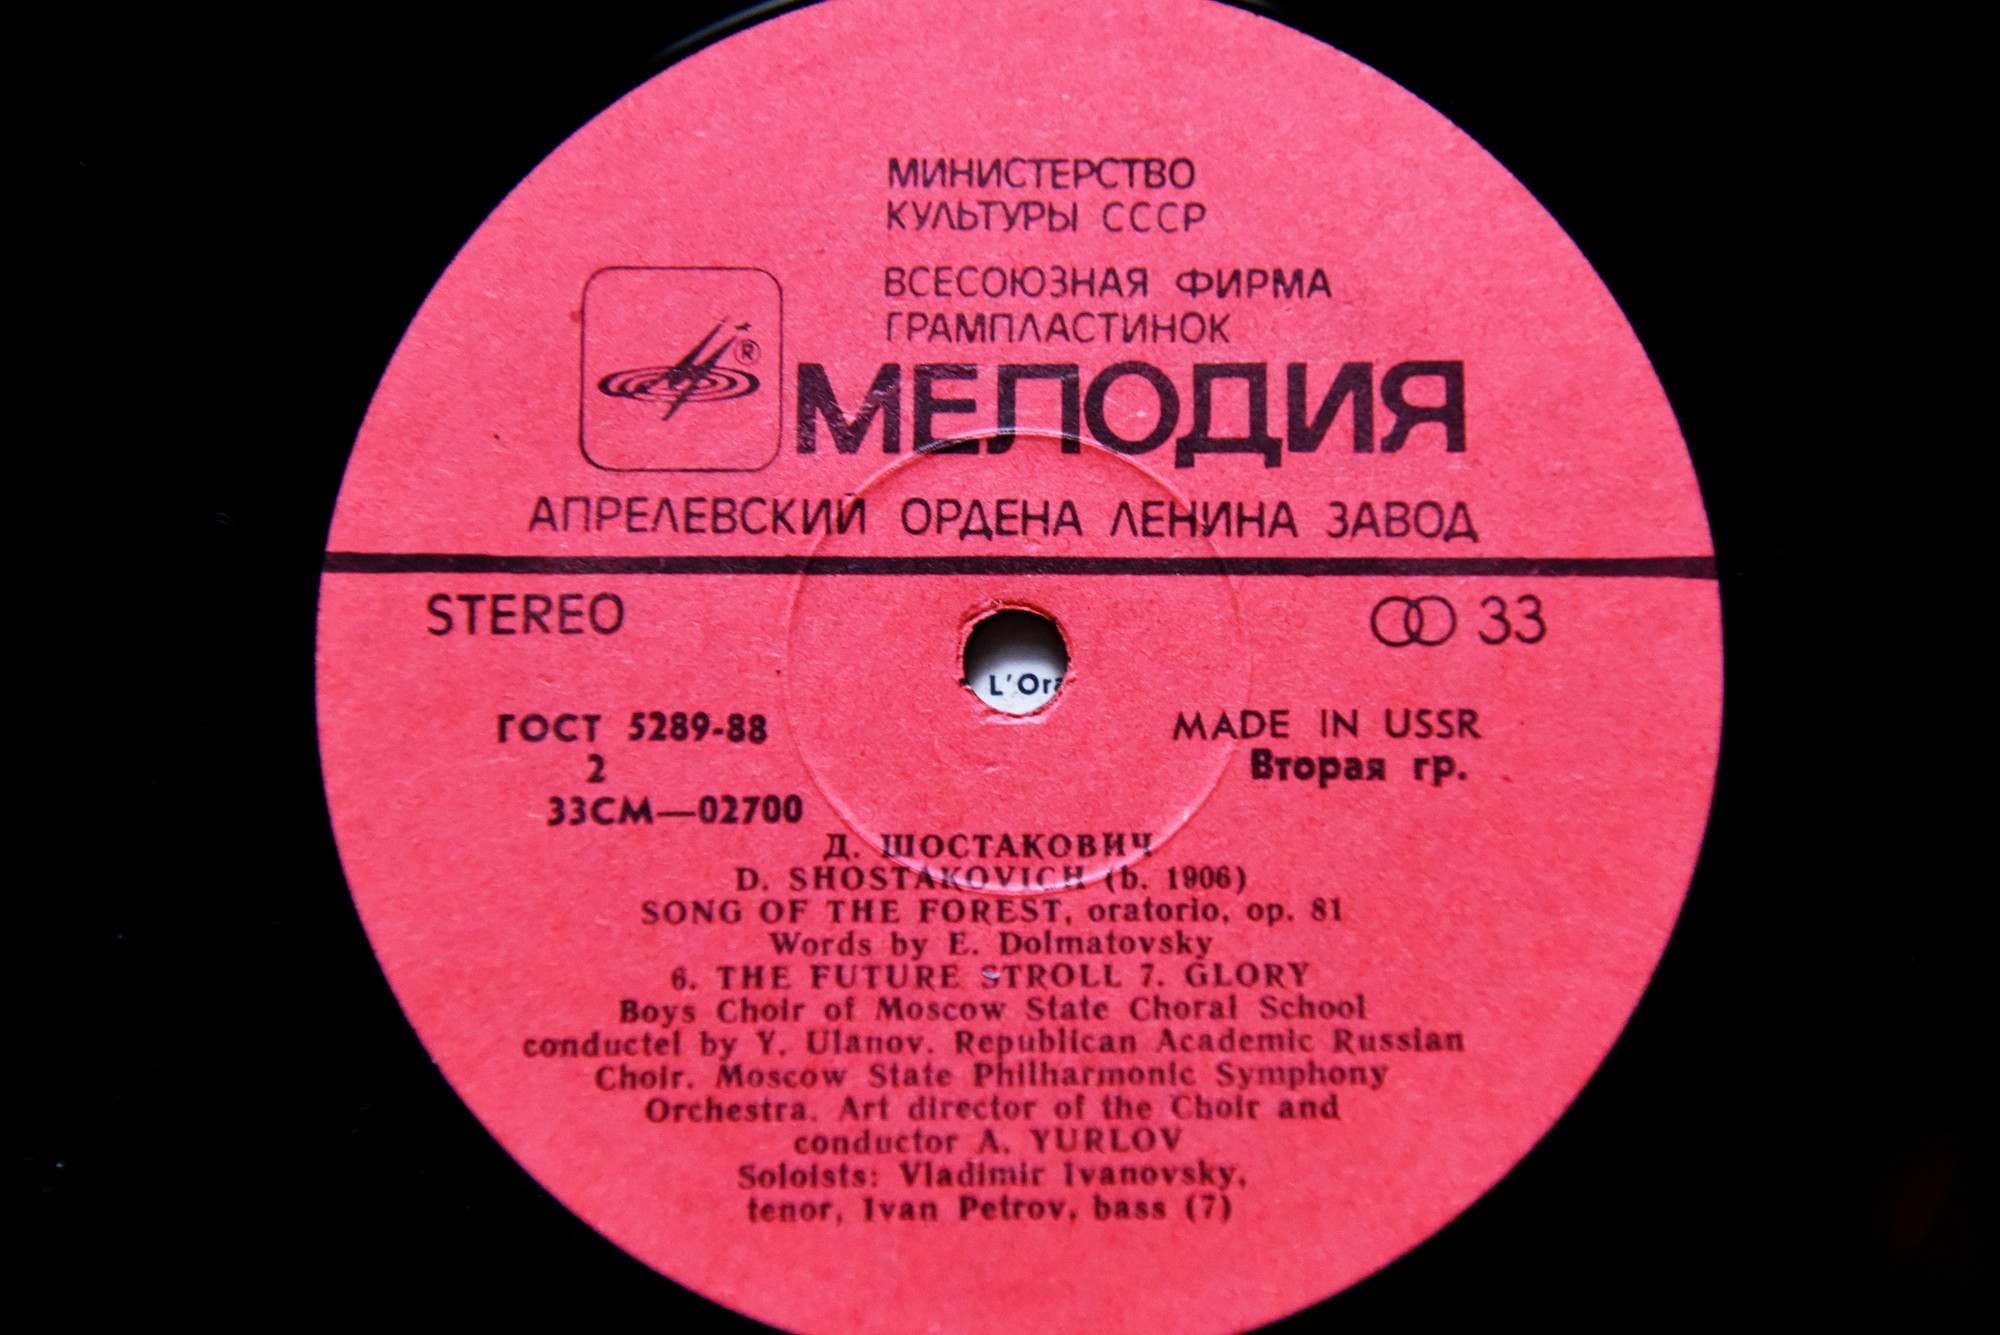 МИНИСТЕРСТВО
КУЛЬТУРЫ СССР
ВСЕСОЮЗНАЯ ФИРМА
ГРАМПЛАСТИНОК
®
МЕЛОДИЯ
АПРЕЛЕВСКИЙ ОРДЕНА ЛЕНИНА ЗАВОД
STEREO
33
L'Ora
ГОСТ 5289-88
MADE IN USSR
2
Вторая гр.
33СМ—02700
Д. ШОСТАКОВИЧ
D. SHOSTAKOVICH (b. 1906)
SONG OF THE FOREST, oratorio, op. 81
Words by E. Dolmatovsky
6. THE FUTURE STROLL 7. GLORY
Boys Choir of Moscow State Choral School
conductel by Y. Ulanov. Republican Academic Russian
Choir. Moscow State Philharmonic Symphony
Orchestra. Art director of the Choir and
conductor A. YURLOV
Soloists: Vladimir Ivanovsky,
tenor, Ivan Petrov, bass (7)